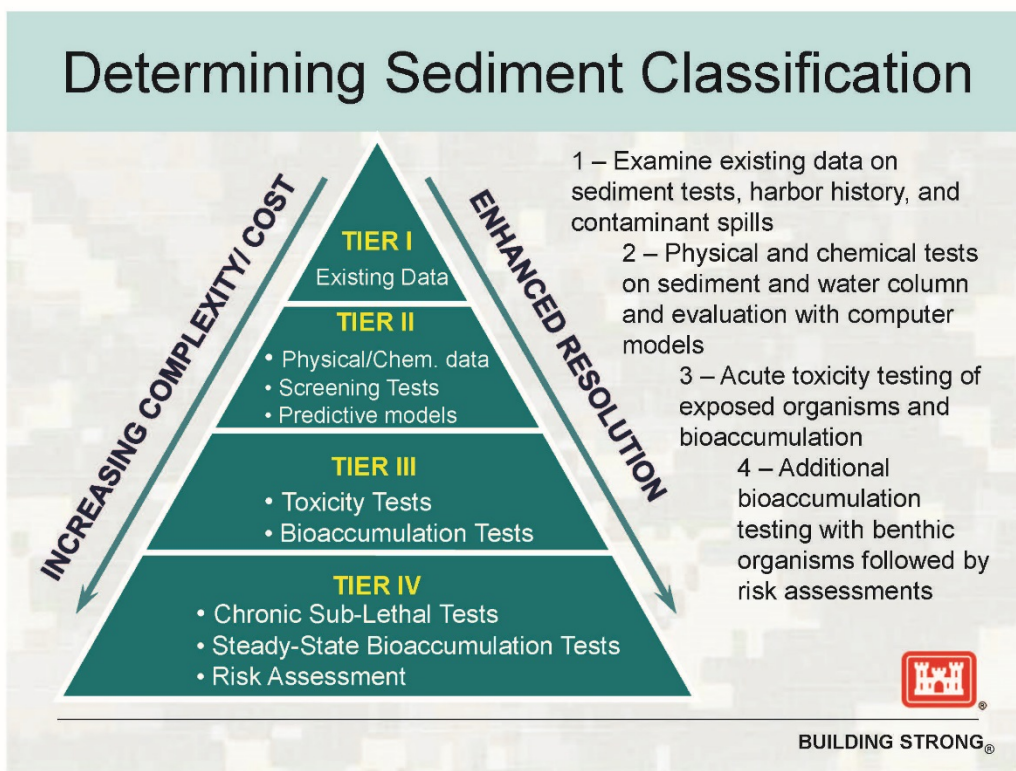 Determining Sediment Classification
INCREASING COMPLEXITY/ COST
ENHANCED RESOLUTION
TIER I
Existing Data
TIER II
• Physical/Chem. data
• Screening Tests
• Predictive models
TIER III
• Toxicity Tests
• Bioaccumulation Tests
TIER IV
• Chronic Sub-Lethal Tests
• Steady-State Bioaccumulation Tests
• Risk Assessment
1 – Examine existing data on
sediment tests, harbor history, and
contaminant spills
2 – Physical and chemical tests
on sediment and water column
and evaluation with computer
models
3 – Acute toxicity testing of
exposed organisms and
bioaccumulation
4 – Additional
bioaccumulation
testing with benthic
organisms followed by
risk assessments
®
BUILDING STRONG®